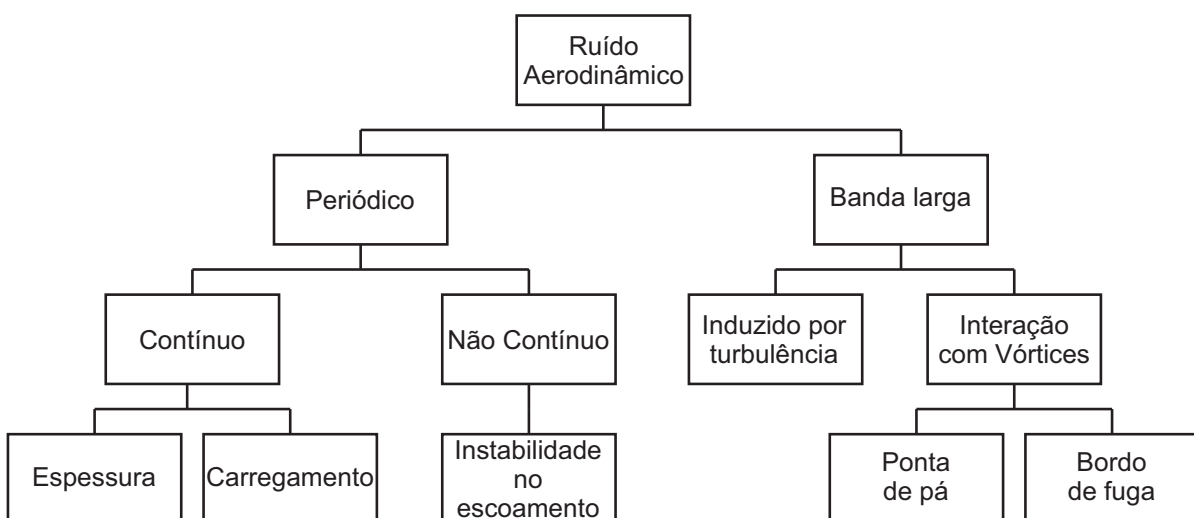 Ruído
Aerodinâmico
Periódico
Banda larga
Contínuo
Não Contínuo
Induzido por
turbulência
Interação
com Vórtices
Espessura
Carregamento
Instabilidade
no
escoamento
Ponta
de pá
Bordo
de fuga